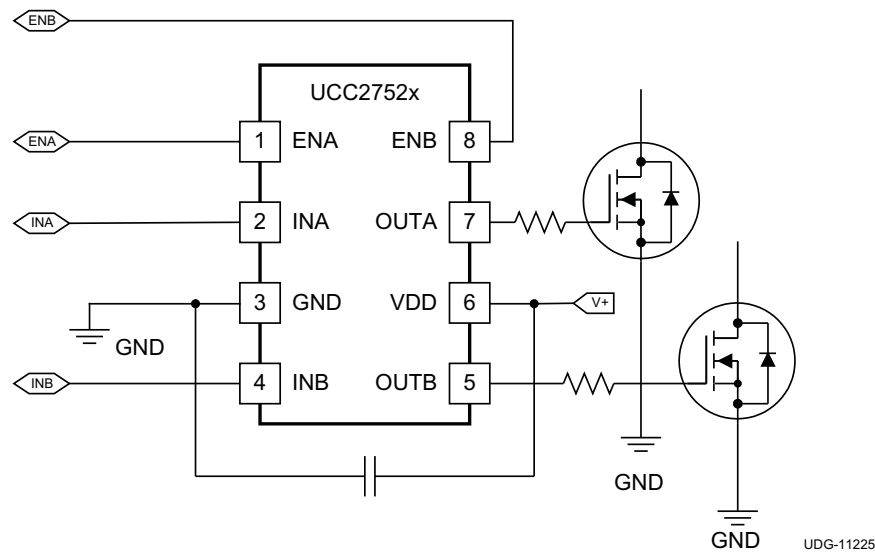 ENB
UCC2752x
ENA
1 ENA ENB 8
INA
2 INA OUTA 7
3 GND VDD 6
V+
GND
INB
4 INB OUTB 5
GND
GND
UDG-11225